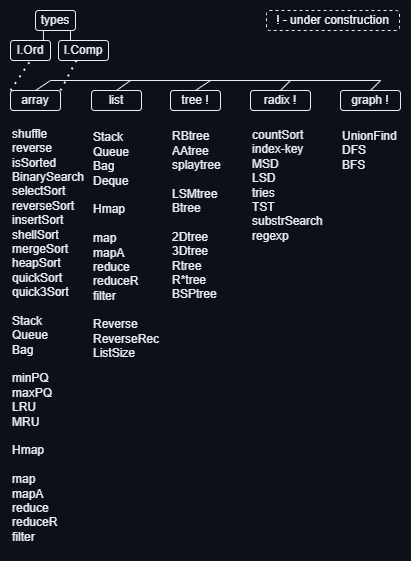 types
! - under construction
I.Ord
I.Comp
array
list
tree !
radix !
graph !
shuffle
reverse
isSorted
BinarySearch
selectSort
reverseSort
insertSort
shellSort
mergeSort
heapSort
quickSort
quick3Sort
Stack
Queue
Bag
minPQ
maxPQ
LRU
MRU
Hmap
map
mapA
reduce
reduceR
filter
Stack
Queue
Bag
Deque
Hmap
map
mapA
reduce
reduceR
filter
Reverse
ReverseRec
ListSize
RBtree
AAtree
splaytree
LSMtree
Btree
2Dtree
3Dtree
Rtree
R*tree
BSPtree
countSort
index-key
MSD
LSD
tries
TST
substrSearch
regexp
UnionFind
DFS
BFS